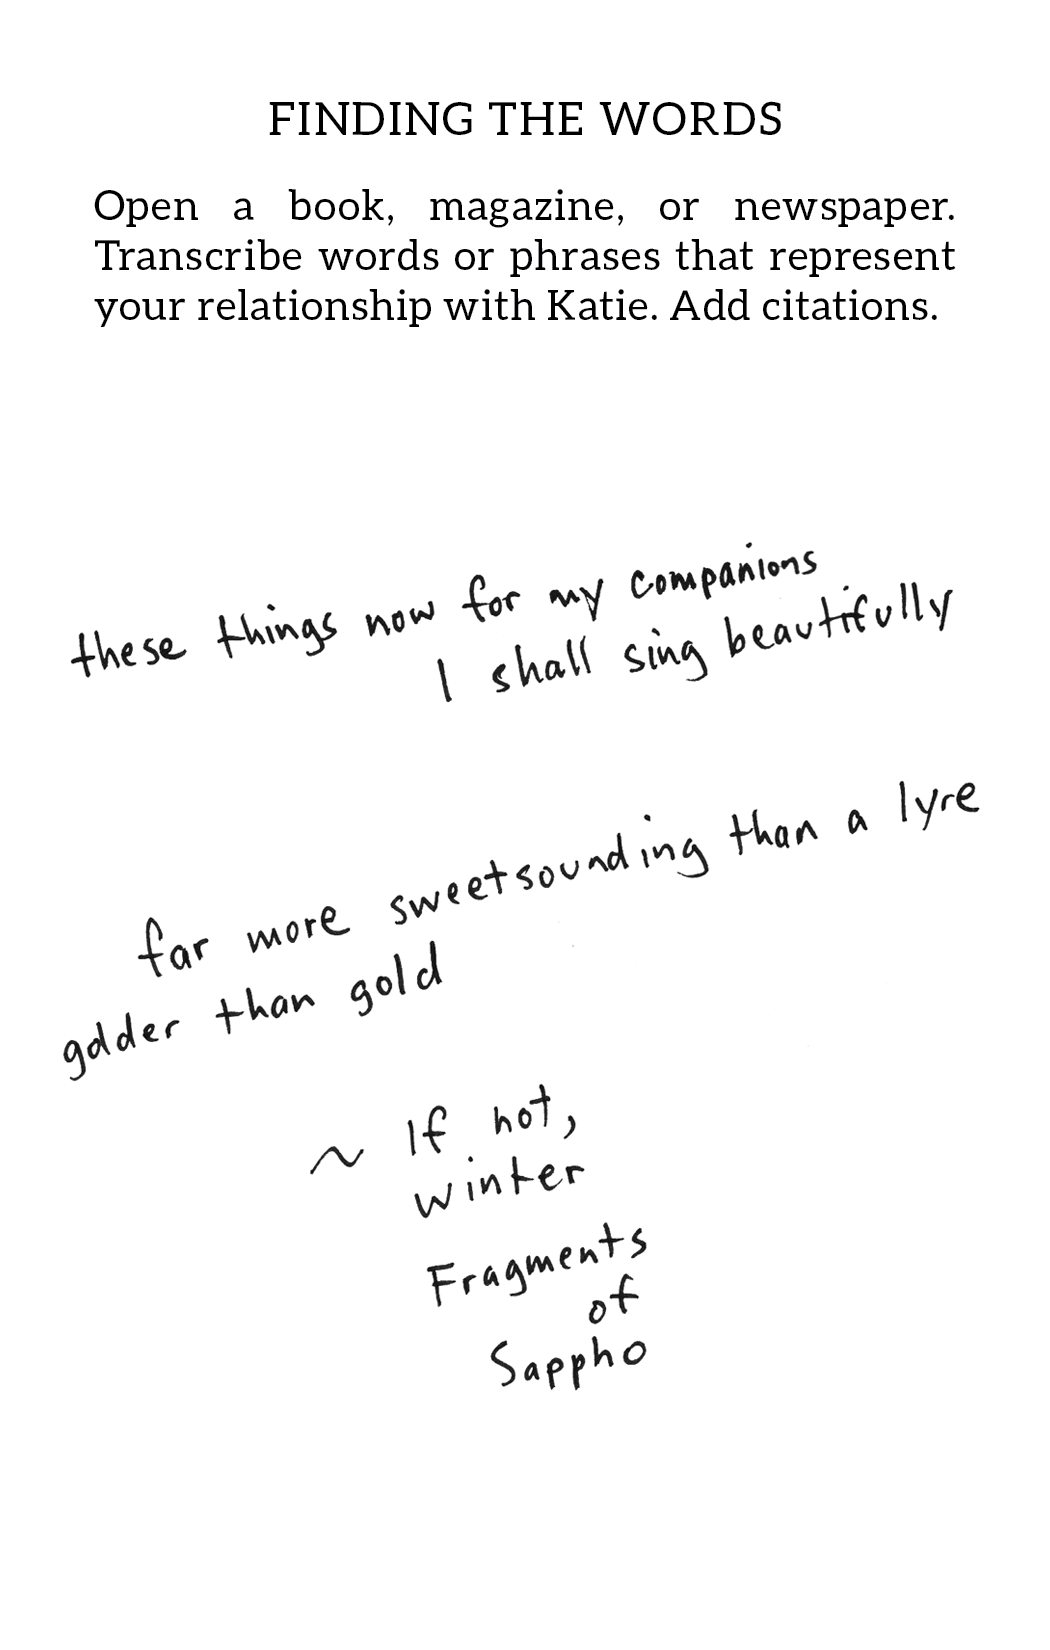 FINDING THE WORDS
Open a book, magazine, or newspaper.
Transcribe words or phrases that represent
your relationship with Katie. Add citations.
these things now for my companions
I shall sing beautifully
far more sweetsounding than a lyre
golder than gold
~ If not,
winter
Fragments
of
Sappho